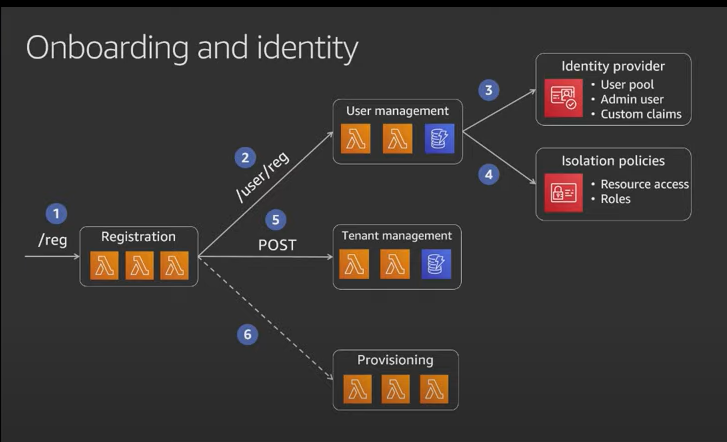 Onboarding and identity
Identity provider
• User pool
• Admin user
• Custom claims
3
User management
2
/user/reg
4
Isolation policies
• Resource access
• Roles
1
/reg
Registration
5
POST
Tenant management
6
Provisioning